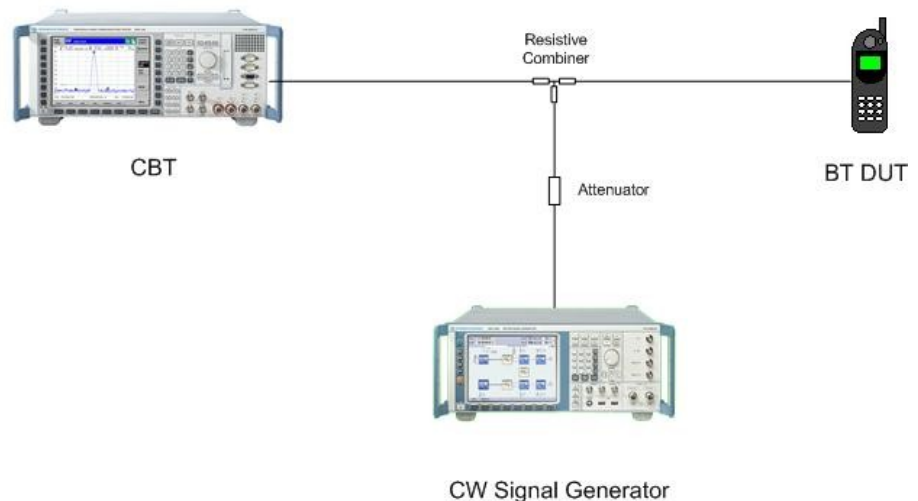 Resistive
Combiner
CBT
BT DUT
Attenuator
CW Signal Generator